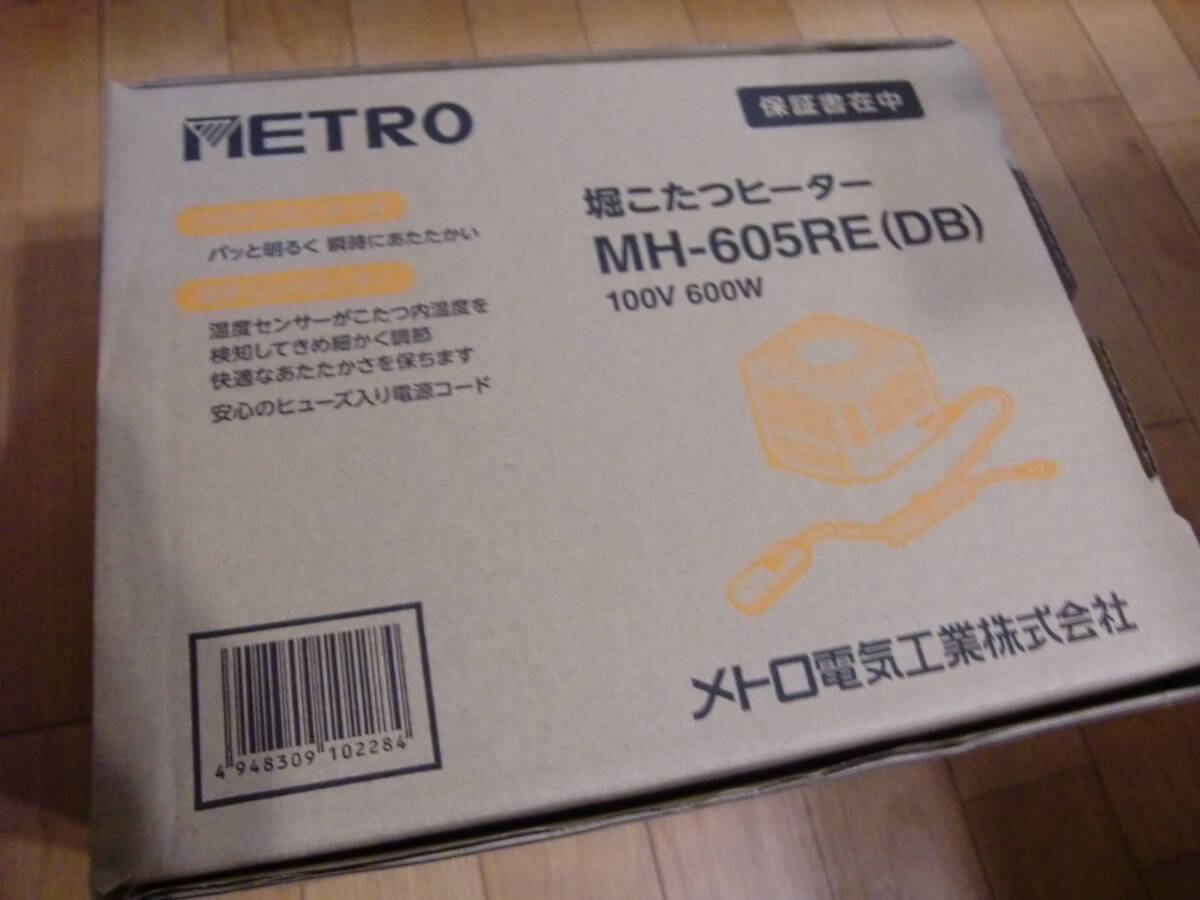 METRO
保証書在中
堀こたつヒーター
MH-605RE(DB)
100V 600W
パッと明るく 瞬時にあたたかい
温度センサーがこたつ内温度を
検知してきめ細かく調節
快適なあたたかさを保ちます
安心のヒューズ入り電源コード
4 948309 102284
メトロ電気工業株式会社